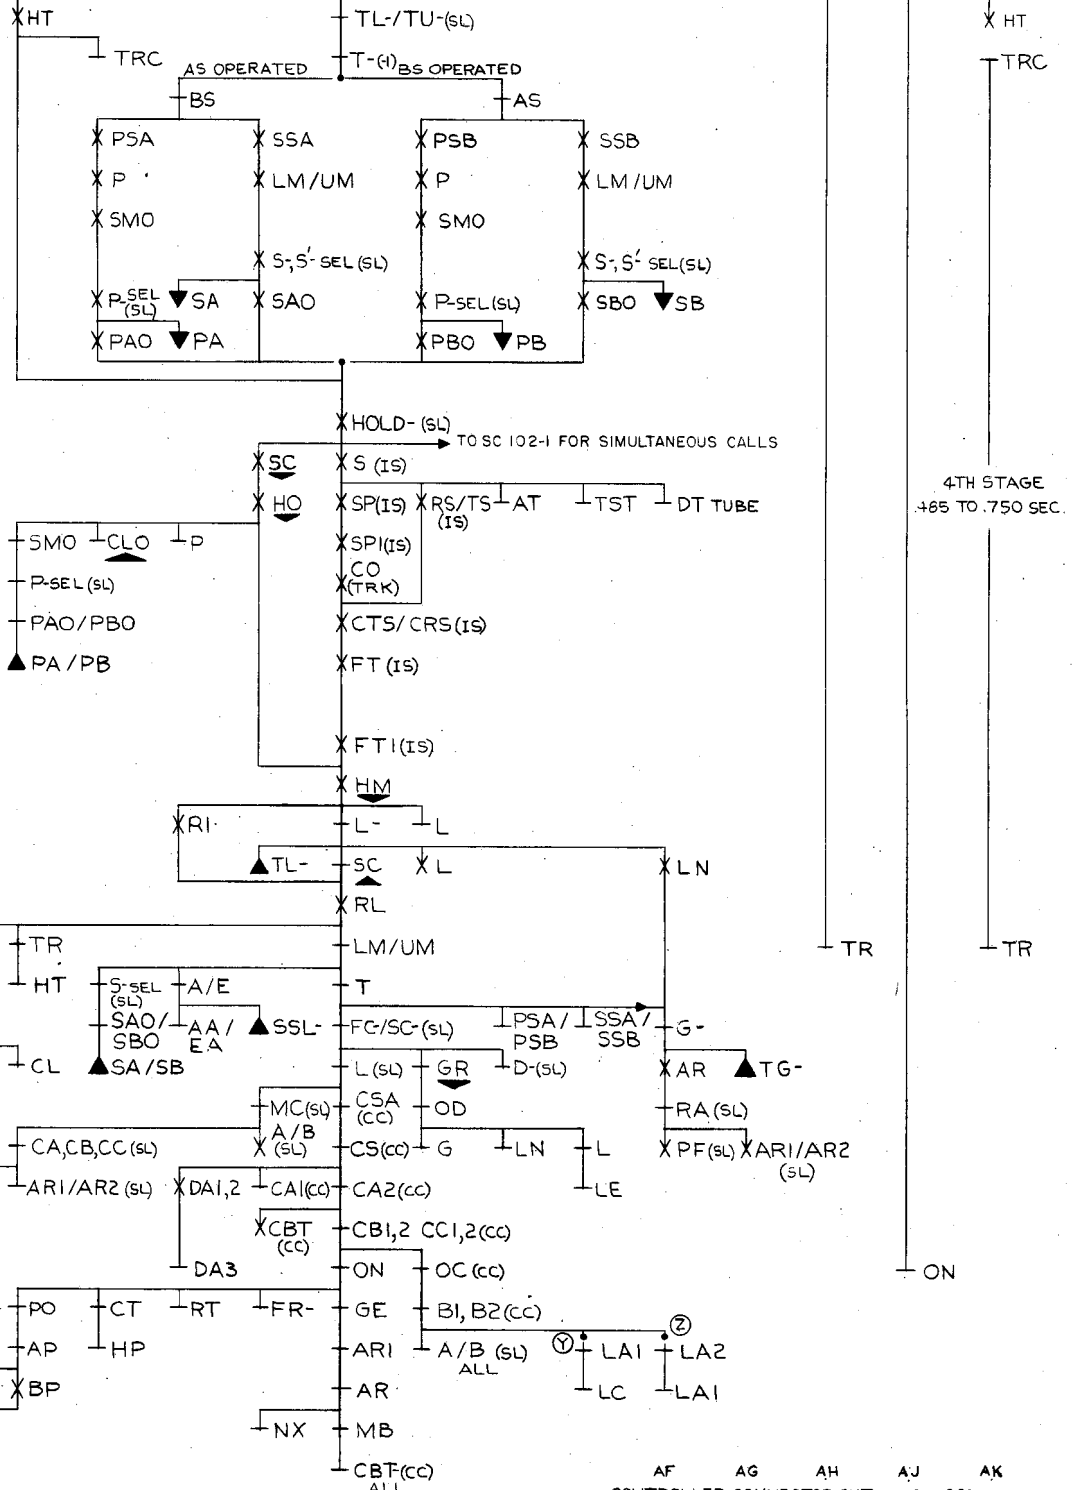 HT
TL-/TU-(SL)
HT
TRC
T-(-1)
TRC
AS OPERATED
BS OPERATED
BS
AS
PSA
SSA
PSB
SSB
P
LM/UM
P
LM/UM
SMO
SMO
S-,S'-SEL(SL)
S-,S'-SEL(SL)
P-SEL
(SL)
SA
SAO
P-SEL(SL)
SBO
SB
PAO
PA
PBO
PB
HOLD-(SL)
TO SC 102-1 FOR SIMULTANEOUS CALLS
SC
S (IS)
4TH STAGE
.485 TO .750 SEC.
HO
SP(IS)
RS/TS
(IS)
AT
TST
DT TUBE
SMO
CLO
P
SP1(IS)
P-SEL(SL)
CO
(TRK)
PAO/PBO
CTS/CRS(IS)
PA/PB
FT(IS)
FT1(IS)
HM
R1
L-
L
TL-
SC
L
LN
RL
TR
LM/UM
TR
TR
HT
S-SEL
(SL)
A/E
T
SAO/
SBO
AA/
EA
SSL-
FC-/SC-(SL)
PSA/
PSB
SSA/
SSB
G-
CL
SA/SB
L(SL)
GR
D-(SL)
AR
TG-
MC(SL)
CSA
(CC)
OD
RA(SL)
CA,CB,CC(SL)
A/B
(SL)
CS(CC)
G
LN
L
PF(SL)
AR1/AR2
(SL)
AR1/AR2(SL)
DA1,2
CA1(CC)
CA2(CC)
LE
CBT
(CC)
CB1,2 CC1,2(CC)
DA3
ON
OC(CC)
ON
PO
CT
RT
FR-
GE
B1,B2(CC)
Z
AP
HP
AR1
A/B (SL)
ALL
Y
LA1
LA2
BP
AR
LC
LA1
NX
MB
CBT(CC)
ALL
AF AG AH AJ AK